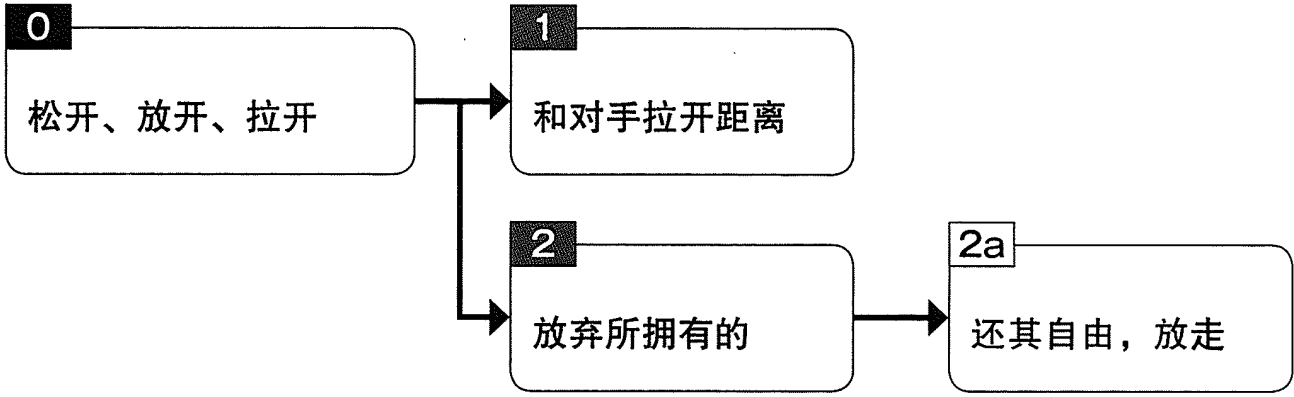 0
松开、放开、拉开
1
和对手拉开距离
2
放弃所拥有的
2a
还其自由，放走